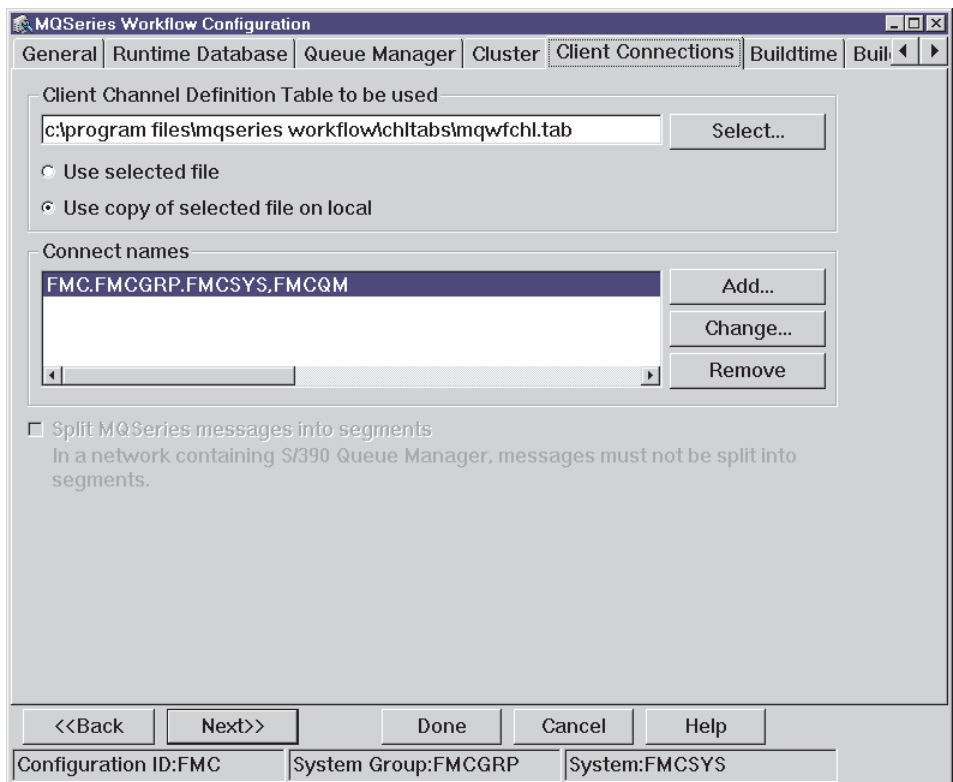 MQSeries Workflow Configuration
General Runtime Database Queue Manager Cluster Client Connections Buildtime Buil
Client Channel Definition Table to be used
c:\program files\mqseries workflow\chltabs\mqwfchl.tab Select...
Use selected file
Use copy of selected file on local
Connect names
FMC.FMCGRP.FMCSYS,FMCQM Add...
Change...
Remove
Split MQSeries messages into segments
In a network containing S/390 Queue Manager, messages must not be split into
segments.
<<Back Next>> Done Cancel Help
Configuration ID:FMC System Group:FMCGRP System:FMCSYS